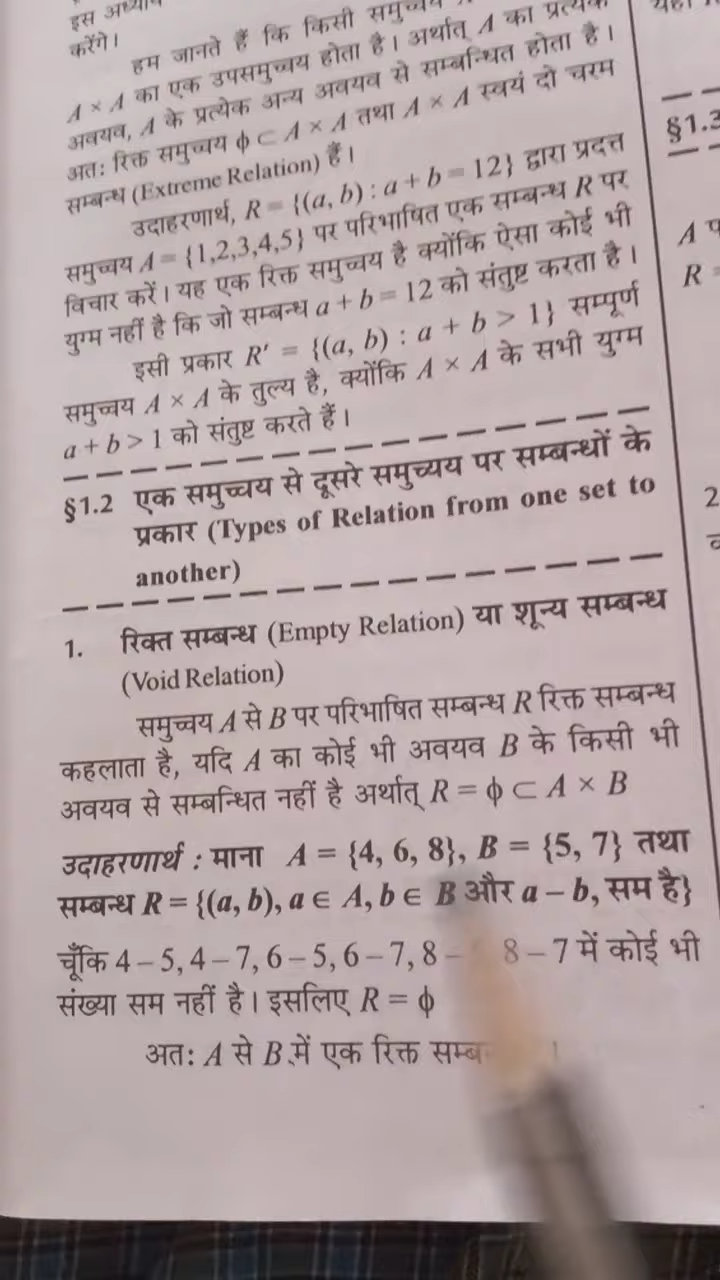 इस अध्याय
करेंगे।
हम जानते हैं कि किसी समुच्चय
A × A का एक उपसमुच्चय होता है। अर्थात् A का प्रत्येक
अवयव, A के प्रत्येक अन्य अवयव से सम्बन्धित होता है।
अतः रिक्त समुच्चय ϕ ⊂ A × A तथा A × A स्वयं दो चरम
सम्बन्ध (Extreme Relation) हैं।
उदाहरणार्थ, R = {(a, b) : a + b = 12} द्वारा प्रदत्त
समुच्चय A = {1,2,3,4,5} पर परिभाषित एक सम्बन्ध R पर
विचार करें। यह एक रिक्त समुच्चय है क्योंकि ऐसा कोई भी
युग्म नहीं है कि जो सम्बन्ध a + b = 12 को संतुष्ट करता है।
इसी प्रकार R′ = {(a, b) : a + b > 1} सम्पूर्ण
समुच्चय A × A के तुल्य है, क्योंकि A × A के सभी युग्म
a + b > 1 को संतुष्ट करते हैं।
§1.2 एक समुच्चय से दूसरे समुच्यय पर सम्बन्धों के
प्रकार (Types of Relation from one set to
another)
1. रिक्त सम्बन्ध (Empty Relation) या शून्य सम्बन्ध
(Void Relation)
समुच्चय A से B पर परिभाषित सम्बन्ध R रिक्त सम्बन्ध
कहलाता है, यदि A का कोई भी अवयव B के किसी भी
अवयव से सम्बन्धित नहीं है अर्थात् R = ϕ ⊂ A × B
उदाहरणार्थ : माना A = {4, 6, 8}, B = {5, 7} तथा
सम्बन्ध R = {(a, b), a ∈ A, b ∈ B और a – b, सम है}
चूँकि 4 – 5, 4 – 7, 6 – 5, 6 – 7, 8 – 8 – 7 में कोई भी
संख्या सम नहीं है। इसलिए R = ϕ
अतः A से B में एक रिक्त
§1.3
A
R =
2